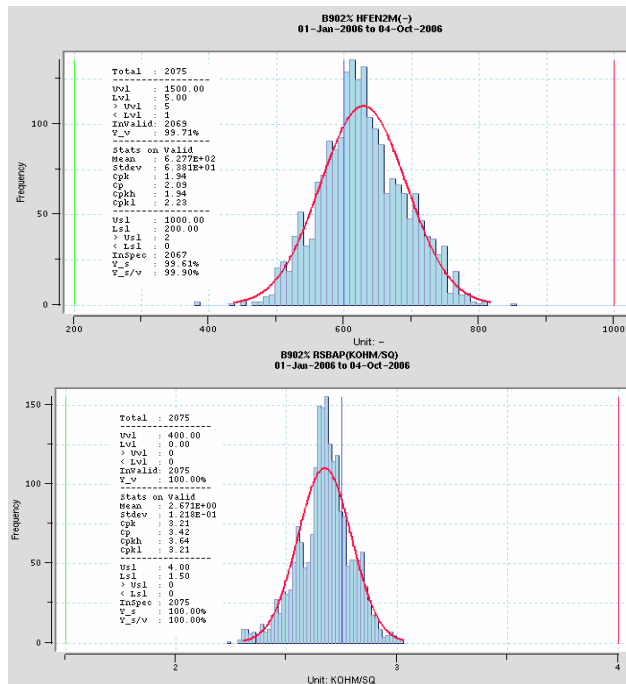 B902% HFEN2M(-)
01-Jan-2006 to 04-Oct-2006
Total : 2075
Uvl : 1500.00
Lvl : 5.00
> Uvl : 5
< Lvl : 1
InValid: 2069
Y_v : 99.71%
Stats on Valid
Mean : 6.277E+02
Stdev : 6.381E+01
Cpk : 1.94
Cp : 2.09
Cpkh : 1.94
Cpkl : 2.23
Usl : 1000.00
Lsl : 200.00
> Usl : 2
< Lsl : 0
InSpec : 2067
Y_s : 99.61%
Y_s/v : 99.90%
Frequency
100
50
0
200
400
600
800
1000
Unit: -
B902% RSBAP(KOHM/SQ)
01-Jan-2006 to 04-Oct-2006
Total : 2075
Uvl : 400.00
Lvl : 0.00
> Uvl : 0
< Lvl : 0
InValid: 2075
Y_v : 100.00%
Stats on Valid
Mean : 2.671E+00
Stdev : 1.218E-01
Cpk : 3.21
Cp : 3.42
Cpkh : 3.64
Cpkl : 3.21
Usl : 4.00
Lsl : 1.50
> Usl : 0
< Lsl : 0
InSpec : 2075
Y_s : 100.00%
Y_s/v : 100.00%
Frequency
150
100
50
0
2
3
4
Unit: KOHM/SQ